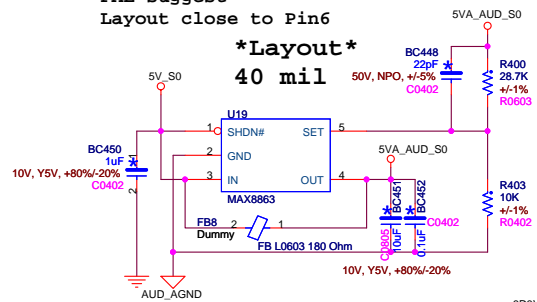 Layout close to Pin6
*Layout*
40 mil
5VA_AUD_S0
BC448
22pF
50V, NPO, +/-5%
C0402
R400
28.7K
+/-1%
R0603
5V_S0
U19
1
SHDN#
SET
5
2
GND
3
IN
OUT
4
MAX8863
5VA_AUD_S0
BC450
1uF
10V, Y5V, +80%/-20%
C0402
1
2
FB8
Dummy
2
1
FB L0603 180 Ohm
BC451
10uF
C0805
BC452
0.1uF
C0402
10V, Y5V, +80%/-20%
R403
10K
+/-1%
R0402
AUD_AGND